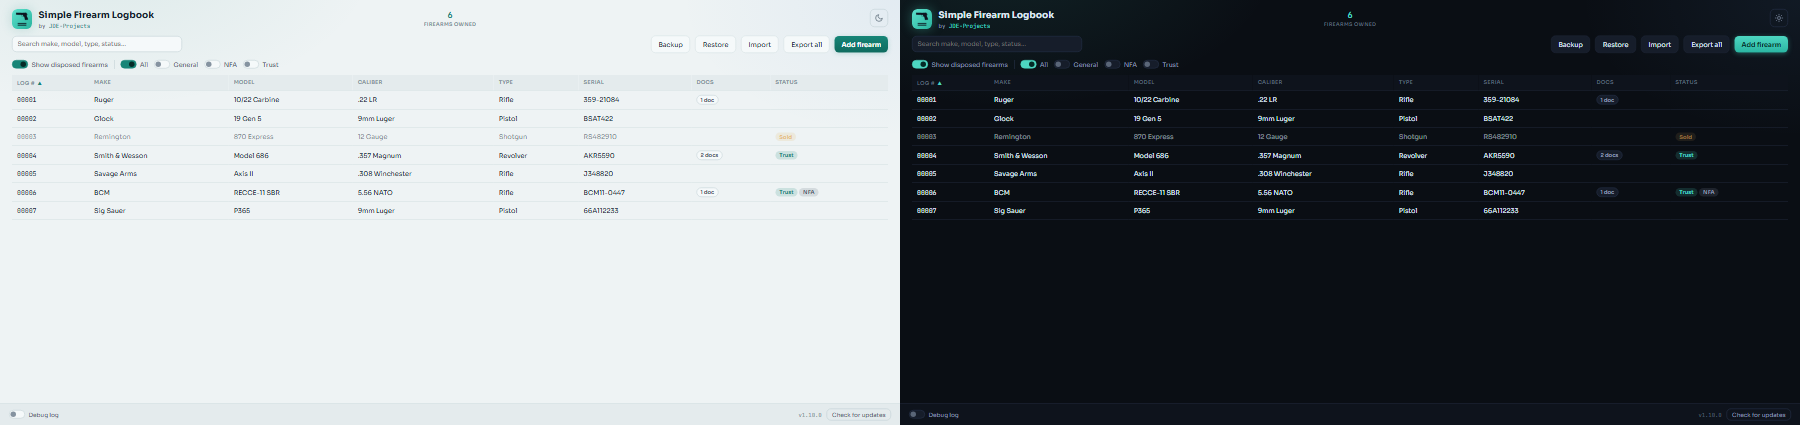 Simple Firearm Logbook
by JDE-Projects
6
FIREARMS OWNED
Search make, model, type, status...
Backup Restore Import Export all Add firearm
Show disposed firearms All General NFA Trust
LOG # ▲ MAKE MODEL CALIBER TYPE SERIAL DOCS STATUS
00001 Ruger 10/22 Carbine .22 LR Rifle 359-21084 1 doc
00002 Glock 19 Gen 5 9mm Luger Pistol BSAT422
00003 Remington 870 Express 12 Gauge Shotgun RS482910 Sold
00004 Smith & Wesson Model 686 .357 Magnum Revolver AKR5590 2 docs Trust
00005 Savage Arms Axis II .308 Winchester Rifle J348820
00006 BCM RECCE-11 SBR 5.56 NATO Rifle BCM11-0447 1 doc Trust NFA
00007 Sig Sauer P365 9mm Luger Pistol 66A112233
Debug log v1.10.0 Check for updates
Simple Firearm Logbook
by JDE-Projects
6
FIREARMS OWNED
Search make, model, type, status...
Backup Restore Import Export all Add firearm
Show disposed firearms All General NFA Trust
LOG # ▲ MAKE MODEL CALIBER TYPE SERIAL DOCS STATUS
00001 Ruger 10/22 Carbine .22 LR Rifle 359-21084 1 doc
00002 Glock 19 Gen 5 9mm Luger Pistol BSAT422
00003 Remington 870 Express 12 Gauge Shotgun RS482910 Sold
00004 Smith & Wesson Model 686 .357 Magnum Revolver AKR5590 2 docs Trust
00005 Savage Arms Axis II .308 Winchester Rifle J348820
00006 BCM RECCE-11 SBR 5.56 NATO Rifle BCM11-0447 1 doc Trust NFA
00007 Sig Sauer P365 9mm Luger Pistol 66A112233
Debug log v1.10.0 Check for updates